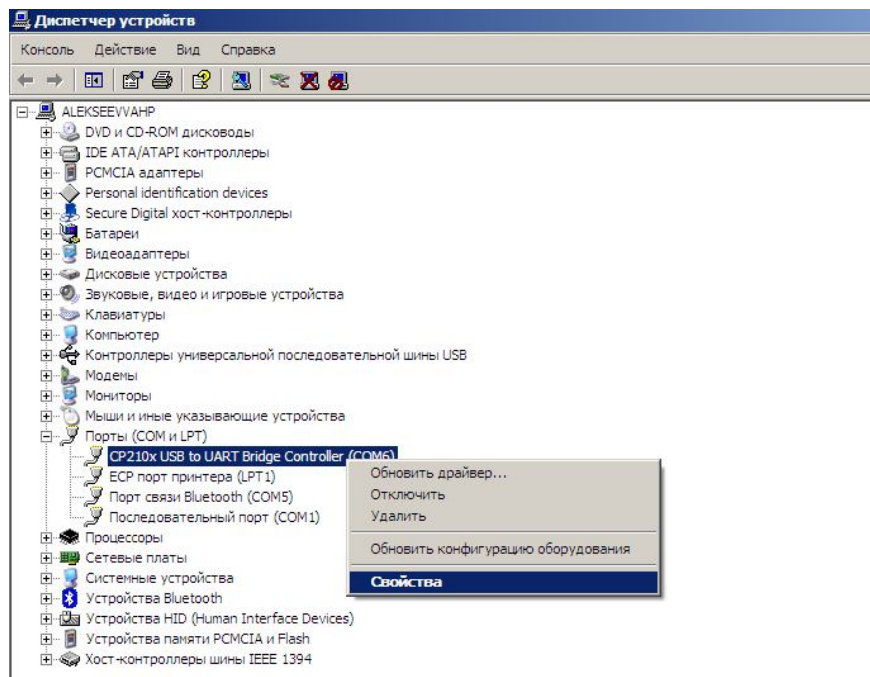 Диспетчер устройств
Консоль Действие Вид Справка
ALEKSEEVVAHP
DVD и CD-ROM дисководы
IDE ATA/ATAPI контроллеры
PCMCIA адаптеры
Personal identification devices
Secure Digital хост-контроллеры
Батареи
Видеоадаптеры
Дисковые устройства
Звуковые, видео и игровые устройства
Клавиатуры
Компьютер
Контроллеры универсальной последовательной шины USB
Модемы
Мониторы
Мыши и иные указывающие устройства
Порты (COM и LPT)
CP210x USB to UART Bridge Controller (COM6)
ECP порт принтера (LPT1)
Порт связи Bluetooth (COM5)
Последовательный порт (COM1)
Процессоры
Сетевые платы
Системные устройства
Устройства Bluetooth
Устройства HID (Human Interface Devices)
Устройства памяти PCMCIA и Flash
Хост-контроллеры шины IEEE 1394
Обновить драйвер...
Отключить
Удалить
Обновить конфигурацию оборудования
Свойства